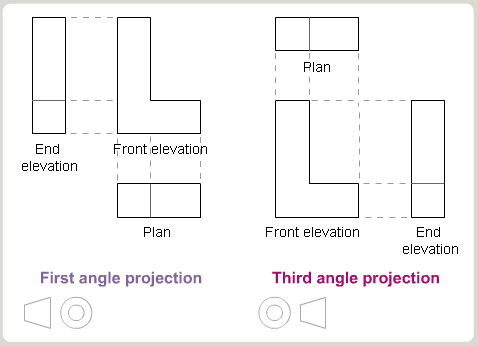 Plan
End
elevation
Front elevation
Plan
Front elevation
End
elevation
First angle projection
Third angle projection